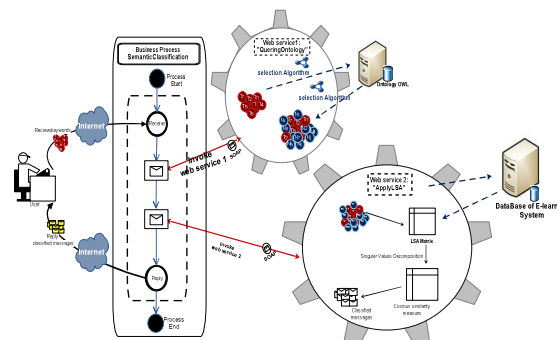 Business Process
SemanticClassification
Process
Start
Receive
Internet
User
Reply
classified messages
Internet
Reply
Process
End
Invoke
web service 1
SOAP
Invoke
web service 2
SOAP
Web service1:
"QueringOntology"
selection Algorithm
selection Algorithm
Ontology OWL
Web service 2:
"ApplyLSA"
LSA Matrix
Singular Values Decomposition
Cosinus similarity
measure
Classified
messages
DataBase of E-learn
System